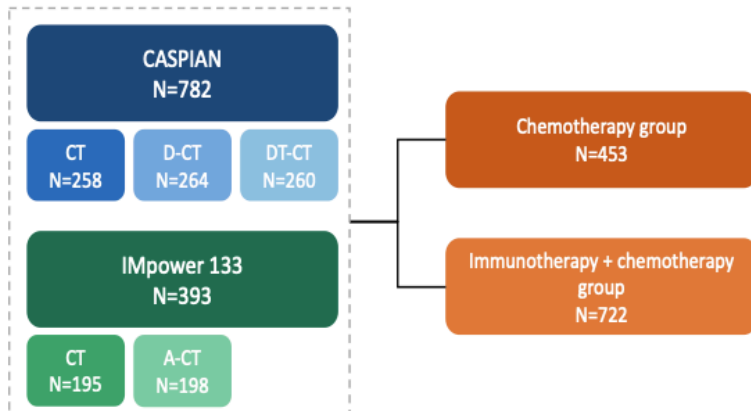 CASPIAN
N=782
CT
N=258
D-CT
N=264
DT-CT
N=260
IMpower 133
N=393
CT
N=195
A-CT
N=198
Chemotherapy group
N=453
Immunotherapy + chemotherapy
group
N=722